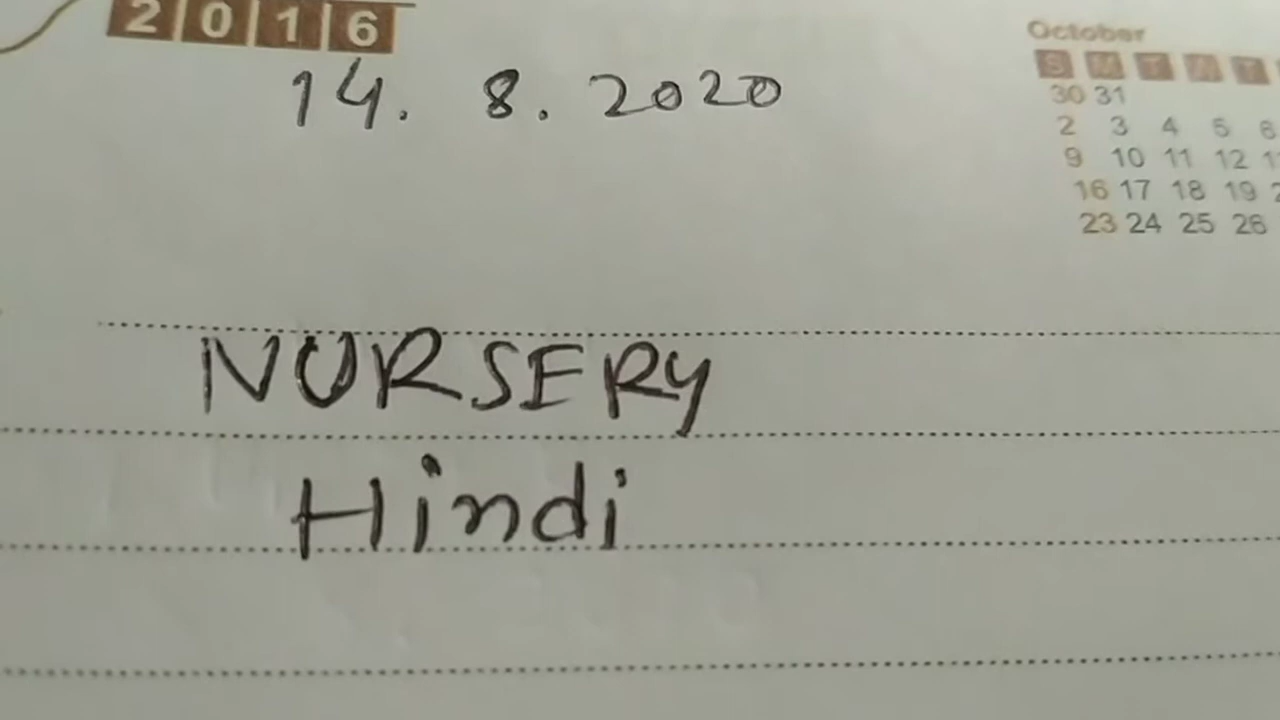 2016
October
14. 8. 2020
S M T W T
30 31
2 3 4 5 6
9 10 11 12
16 17 18 19
23 24 25 26
NURSERY
Hindi